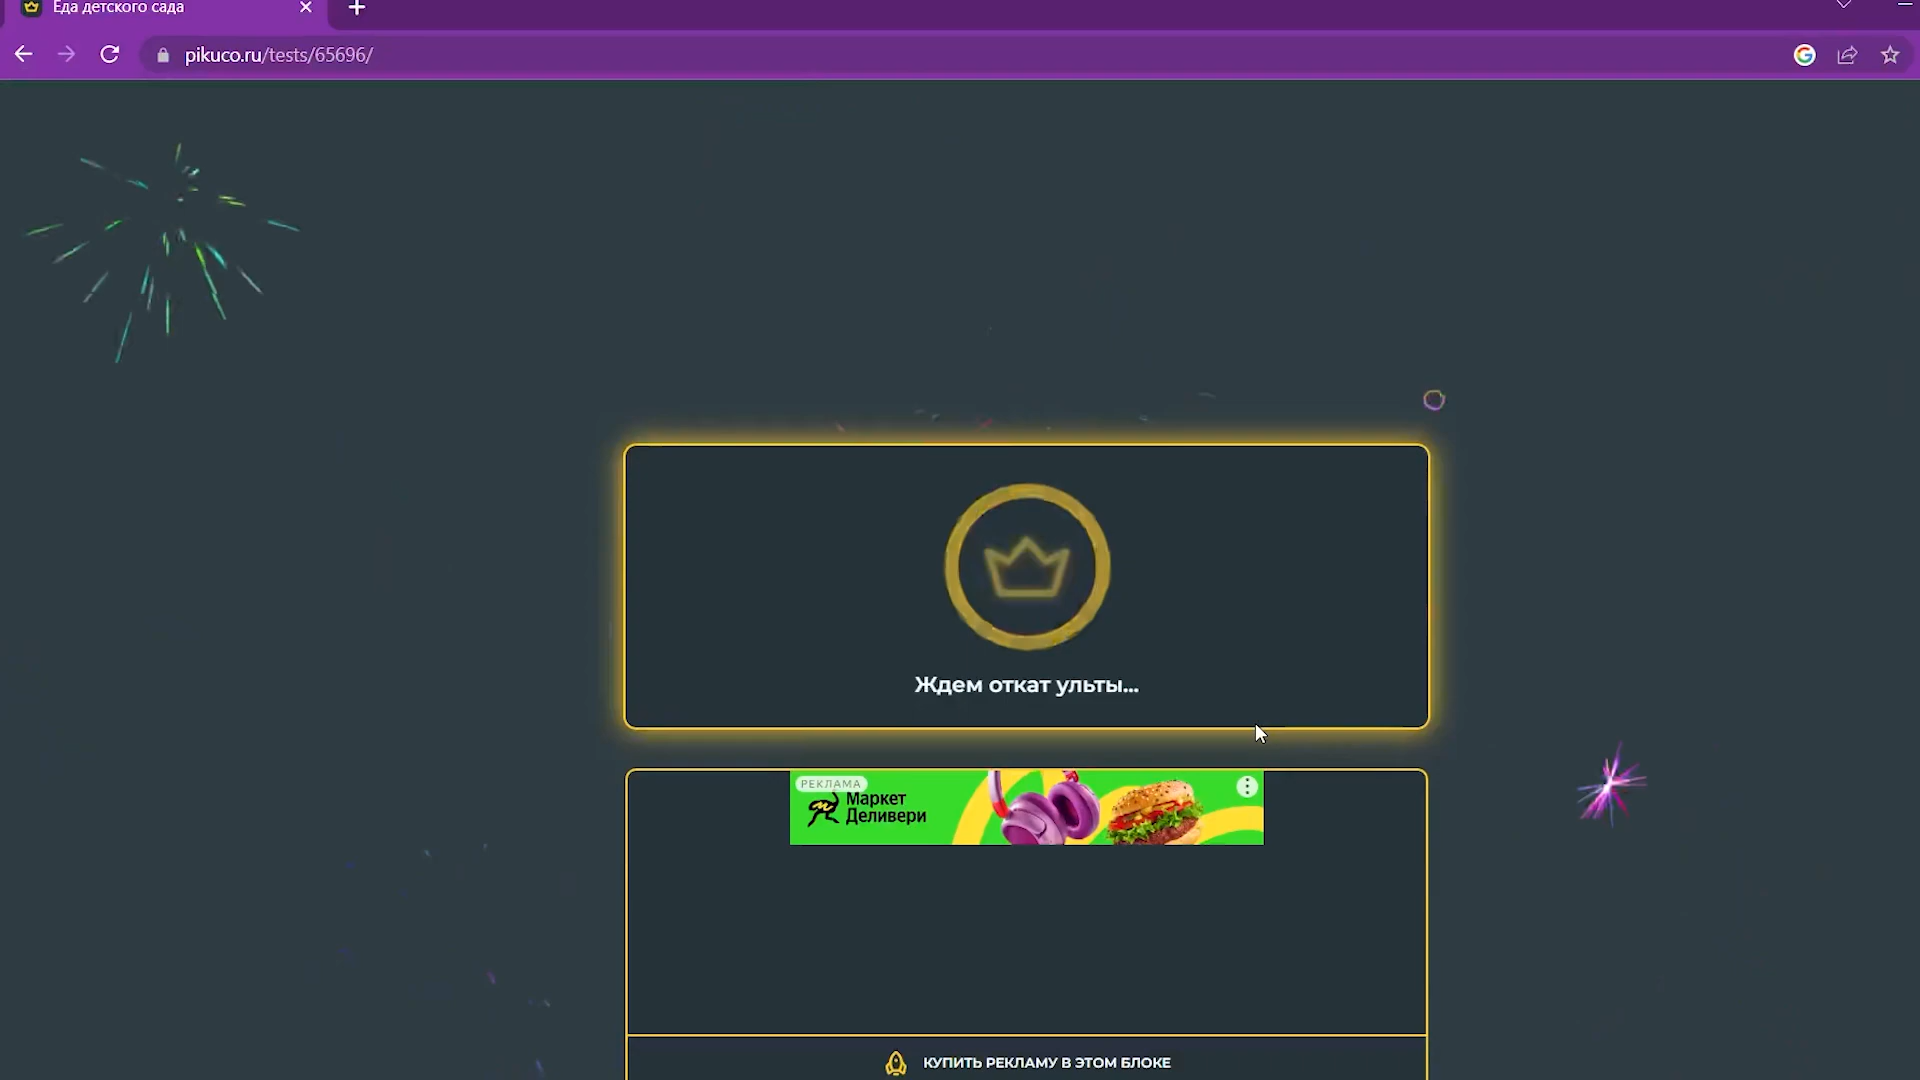 Еда детского сада
pikuco.ru/tests/65696/
Ждем откат ульты...
РЕКЛАМА
Маркет
Деливери
КУПИТЬ РЕКЛАМУ В ЭТОМ БЛОКЕ